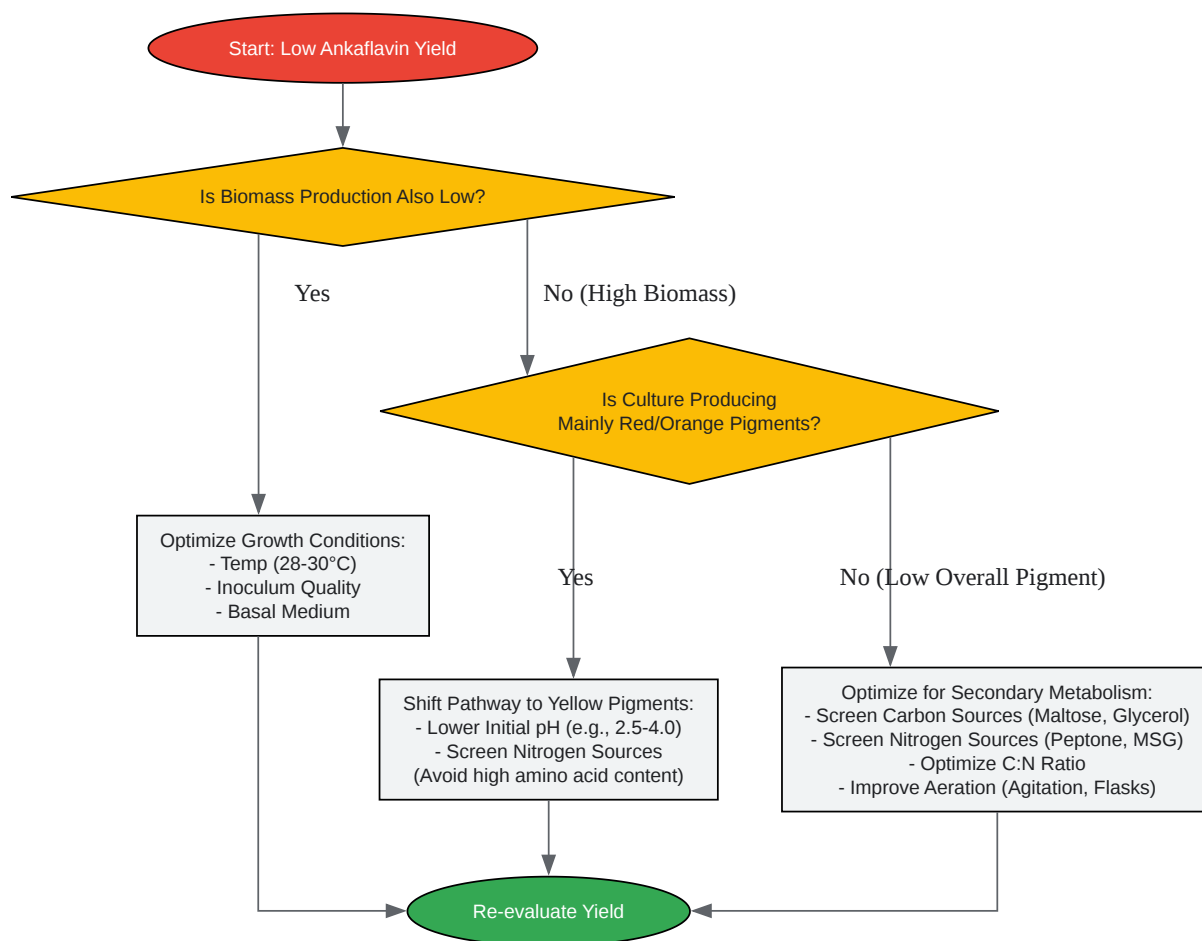 Start: Low Ankaflavin Yield
Is Biomass Production Also Low?
Yes
No (High Biomass)
Is Culture Producing
Mainly Red/Orange Pigments?
Optimize Growth Conditions:
- Temp (28-30°C)
- Inoculum Quality
- Basal Medium
Yes
No (Low Overall Pigment)
Shift Pathway to Yellow Pigments:
- Lower Initial pH (e.g., 2.5-4.0)
- Screen Nitrogen Sources
(Avoid high amino acid content)
Optimize for Secondary Metabolism:
- Screen Carbon Sources (Maltose, Glycerol)
- Screen Nitrogen Sources (Peptone, MSG)
- Optimize C:N Ratio
- Improve Aeration (Agitation, Flasks)
Re-evaluate Yield